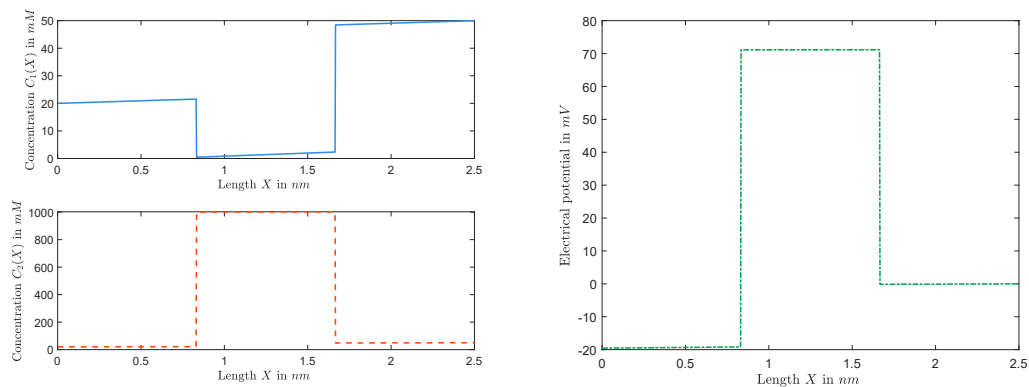 Concentration C₁(X) in mM
50
40
30
20
10
0
0 0.5 1 1.5 2 2.5
Length X in nm
Concentration C₂(X) in mM
1000
800
600
400
200
0
0 0.5 1 1.5 2 2.5
Length X in nm
Electrical potential in mV
80
70
60
50
40
30
20
10
0
-10
-20
0 0.5 1 1.5 2 2.5
Length X in nm